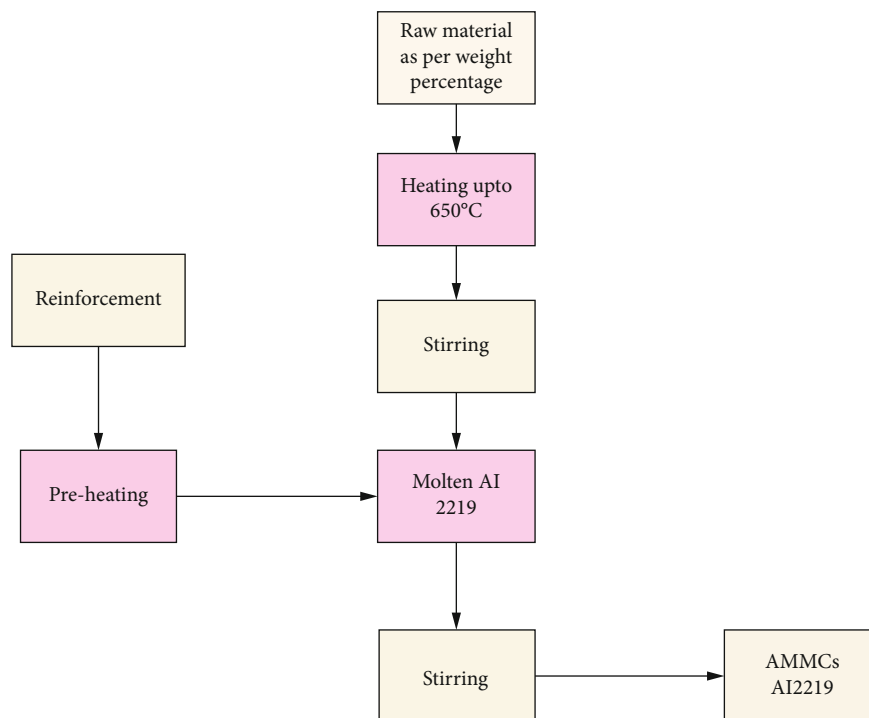 Raw material
as per weight
percentage
Heating upto
650°C
Reinforcement
Stirring
Pre-heating
Molten AI
2219
Stirring
AMMCs
AI2219